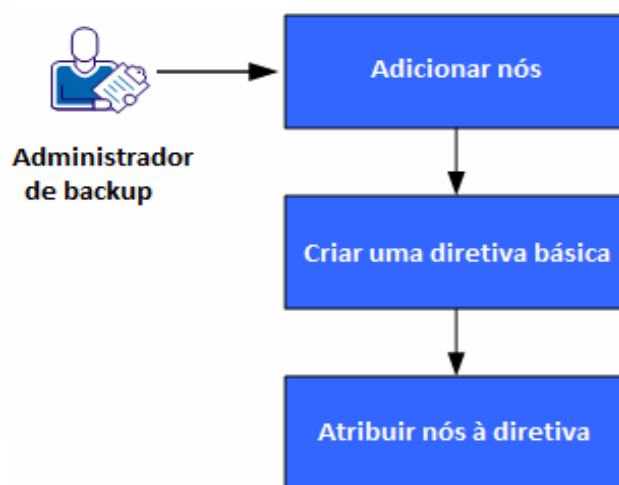 Adicionar nós
Administrador
de backup
Criar uma diretiva básica
Atribuir nós à diretiva